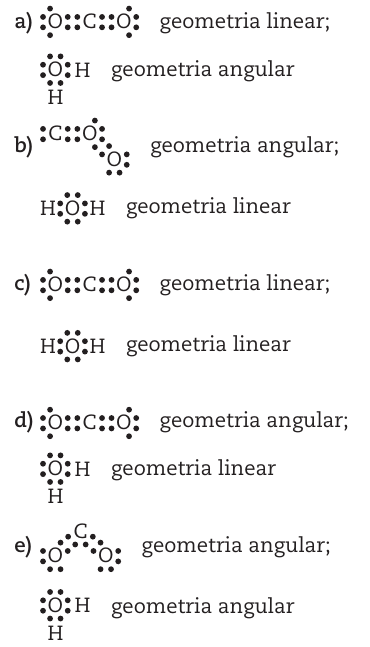 a) :O::C::O: geometria linear;
:O:H geometria angular
H
b) :C::O: geometria angular;
O:
H:O:H geometria linear
c) :O::C::O: geometria linear;
H:O:H geometria linear
d) :O::C::O: geometria angular;
:O:H geometria linear
H
C
e) :O O: geometria angular;
:O:H geometria angular
H